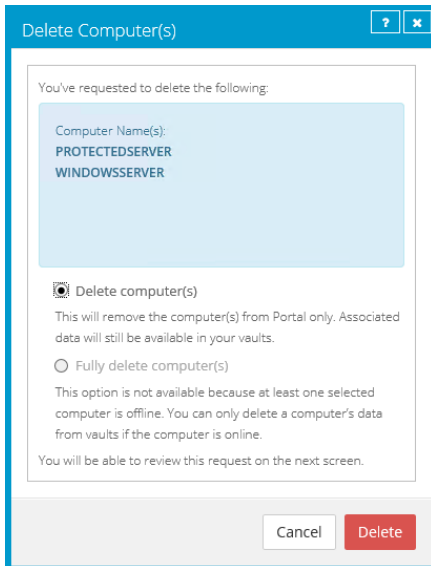 Delete Computer(s)
? ×
You've requested to delete the following:
Computer Name(s):
PROTECTEDSERVER
WINDOWSSERVER
Delete computer(s)
This will remove the computer(s) from Portal only. Associated
data will still be available in your vaults.
Fully delete computer(s)
This option is not available because at least one selected
computer is offline. You can only delete a computer's data
from vaults if the computer is online.
You will be able to review this request on the next screen.
Cancel Delete